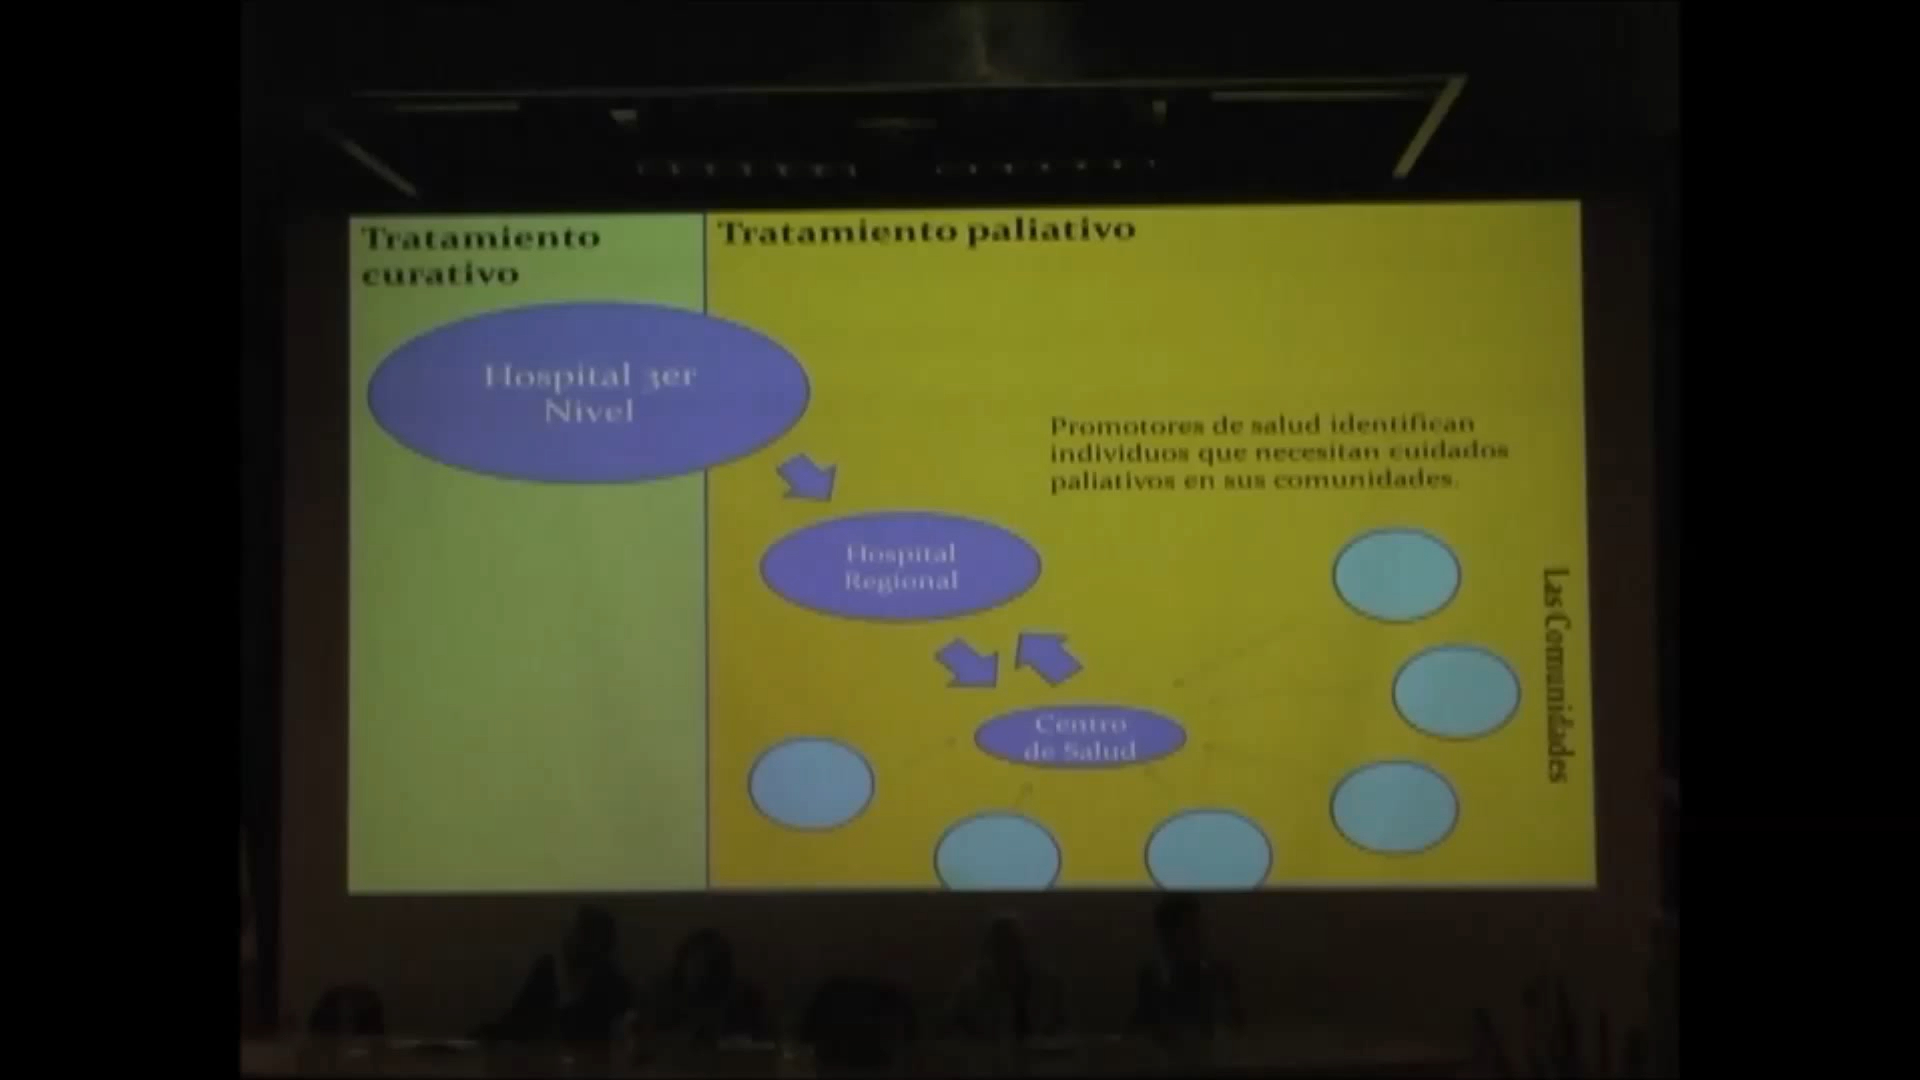 Tratamiento
curativo
Tratamiento paliativo
Hospital 3er
Nivel
Promotores de salud identifican
individuos que necesitan cuidados
paliativos en sus comunidades.
Hospital
Regional
Centro
de Salud
Las Comunidades